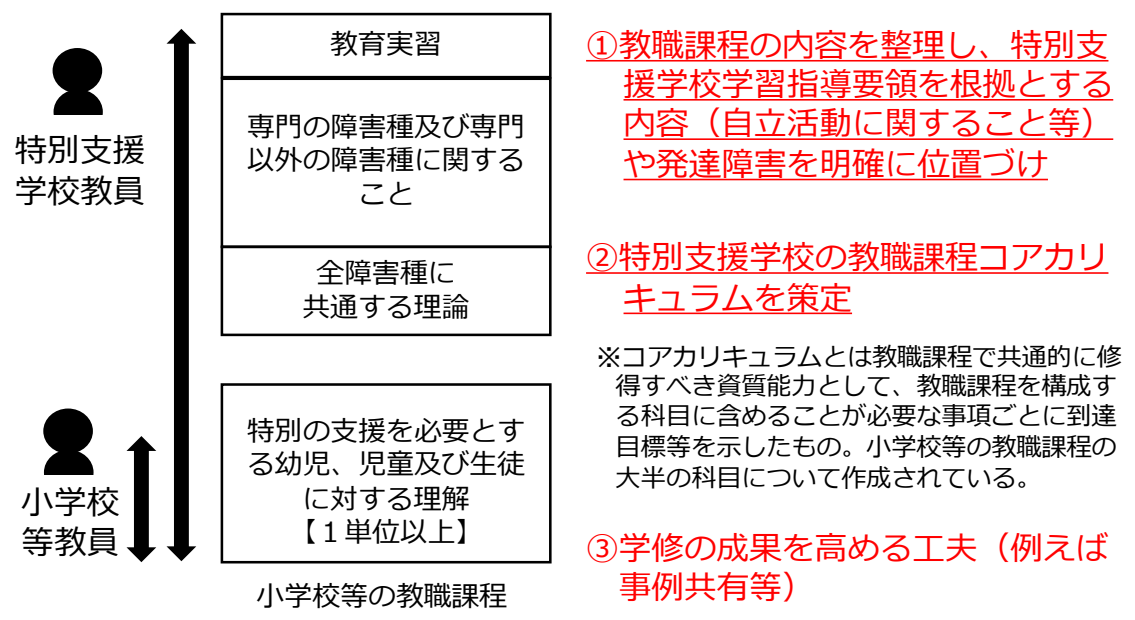 特別支援
学校教員
小学校
等教員
教育実習
専門の障害種及び専門
以外の障害種に関する
こと
全障害種に
共通する理論
特別の支援を必要とす
る幼児、児童及び生徒
に対する理解
【１単位以上】
小学校等の教職課程
①教職課程の内容を整理し、特別支
援学校学習指導要領を根拠とする
内容（自立活動に関すること等）
や発達障害を明確に位置づけ
②特別支援学校の教職課程コアカリ
キュラムを策定
※コアカリキュラムとは教職課程で共通的に修
得すべき資質能力として、教職課程を構成す
る科目に含めることが必要な事項ごとに到達
目標等を示したもの。小学校等の教職課程の
大半の科目について作成されている。
③学修の成果を高める工夫（例えば
事例共有等）